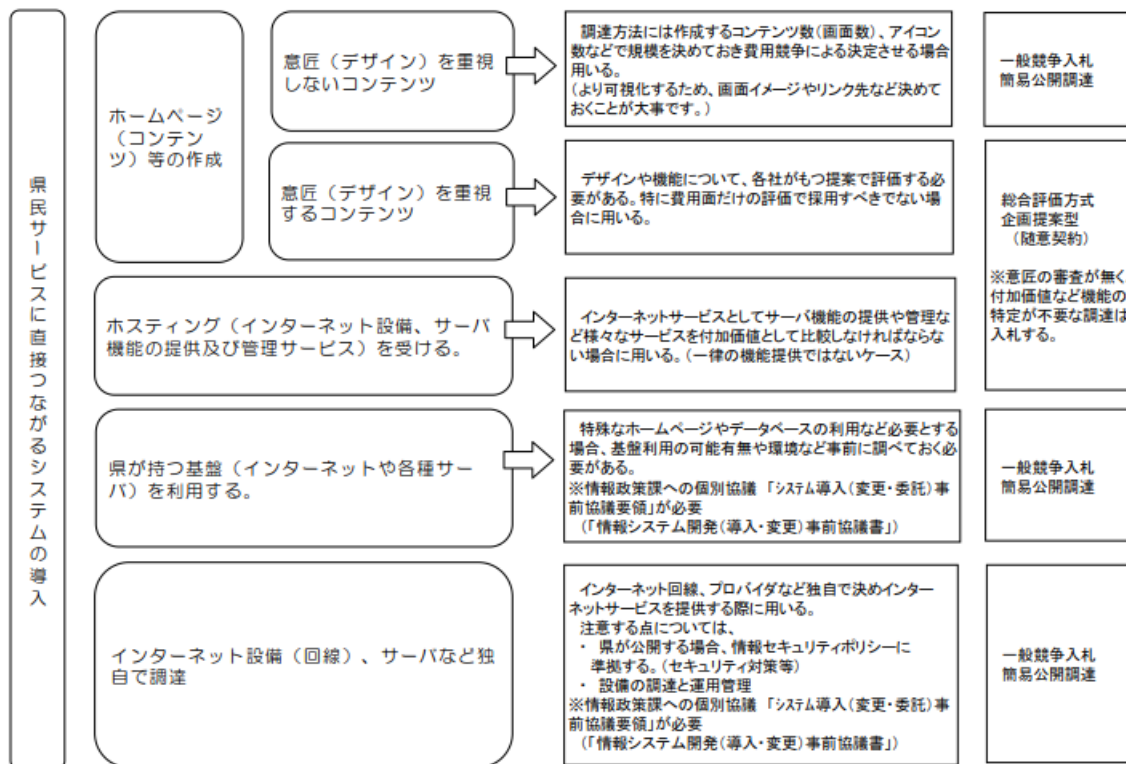 県民サービスに直接つながるシステムの導入
ホームページ
（コンテン
ツ）等の作成
意匠（デザイン）を重視
しないコンテンツ
調達方法には作成するコンテンツ数（画面数）、アイコン
数などで規模を決めておき費用競争による決定させる場合
用いる。
（より可視化するため、画面イメージやリンク先など決めて
おくことが大事です。）
一般競争入札
簡易公開調達
意匠（デザイン）を重視
するコンテンツ
デザインや機能について、各社がもつ提案で評価する必
要がある。特に費用面だけの評価で採用すべきでない場
合に用いる。
総合評価方式
企画提案型
（随意契約）
※意匠の審査が無く、
付加価値など機能の
特定が不要な調達は
入札する。
ホスティング（インターネット設備、サーバ
機能の提供及び管理サービス）を受ける。
インターネットサービスとしてサーバ機能の提供や管理な
ど様々なサービスを付加価値として比較しなければならな
い場合に用いる。（一律の機能提供ではないケース）
県が持つ基盤（インターネットや各種サー
バ）を利用する。
特殊なホームページやデータベースの利用など必要とする
場合、基盤利用の可能有無や環境など事前に調べておく必
要がある。
※情報政策課への個別協議　「システム導入（変更・委託）事
前協議要領」が必要
（「情報システム開発（導入・変更）事前協議書」）
一般競争入札
簡易公開調達
インターネット設備（回線）、サーバなど独
自で調達
インターネット回線、プロバイダなど独自で決めインター
ネットサービスを提供する際に用いる。
注意する点については、
・　県が公開する場合、情報セキュリティポリシーに
準拠する。（セキュリティ対策等）
・　設備の調達と運用管理
※情報政策課への個別協議　「システム導入（変更・委託）事
前協議要領」が必要
（「情報システム開発（導入・変更）事前協議書」）
一般競争入札
簡易公開調達